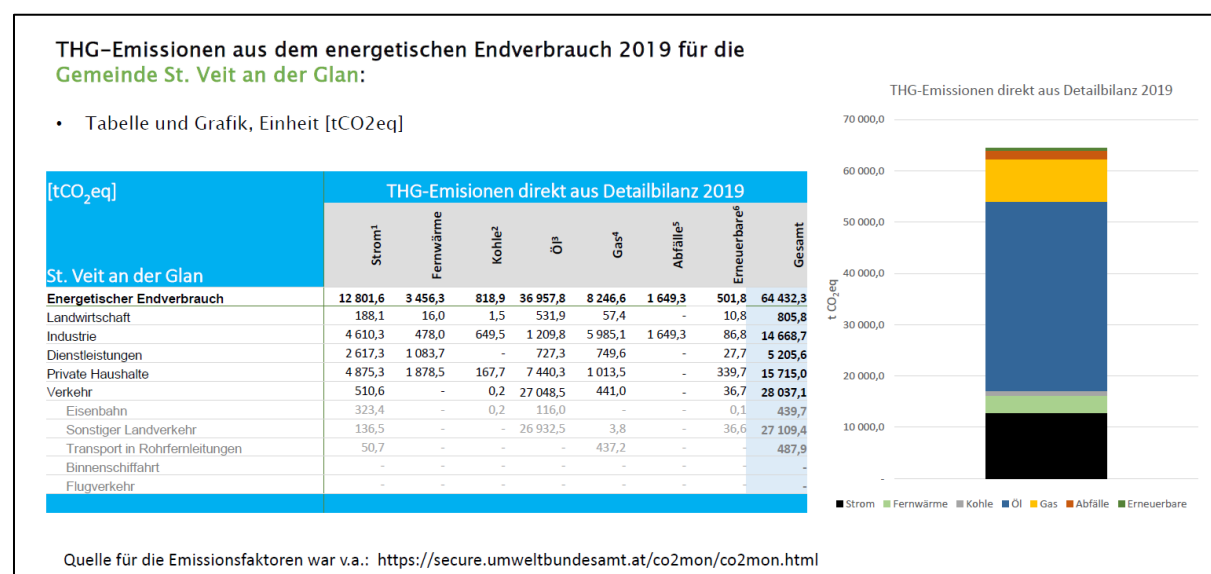 THG-Emissionen aus dem energetischen Endverbrauch 2019 für die
Gemeinde St. Veit an der Glan:
• Tabelle und Grafik, Einheit [tCO2eq]
[tCO₂eq] THG-Emisionen direkt aus Detailbilanz 2019
St. Veit an der Glan Strom¹ Fernwärme Kohle² Öl³ Gas⁴ Abfälle⁵ Erneuerbare⁶ Gesamt
Energetischer Endverbrauch 12 801,6 3 456,3 818,9 36 957,8 8 246,6 1 649,3 501,8 64 432,3
Landwirtschaft 188,1 16,0 1,5 531,9 57,4 - 10,8 805,8
Industrie 4 610,3 478,0 649,5 1 209,8 5 985,1 1 649,3 86,8 14 668,7
Dienstleistungen 2 617,3 1 083,7 - 727,3 749,6 - 27,7 5 205,6
Private Haushalte 4 875,3 1 878,5 167,7 7 440,3 1 013,5 - 339,7 15 715,0
Verkehr 510,6 - 0,2 27 048,5 441,0 - 36,7 28 037,1
Eisenbahn 323,4 - 0,2 116,0 - - 0,1 439,7
Sonstiger Landverkehr 136,5 - - 26 932,5 3,8 - 36,6 27 109,4
Transport in Rohrfernleitungen 50,7 - - - 437,2 - - 487,9
Binnenschiffahrt - - - - - - - -
Flugverkehr - - - - - - - -
THG-Emissionen direkt aus Detailbilanz 2019
70 000,0
60 000,0
50 000,0
40 000,0
30 000,0
20 000,0
10 000,0
-
t CO₂eq
Strom Fernwärme Kohle Öl Gas Abfälle Erneuerbare
Quelle für die Emissionsfaktoren war v.a.: https://secure.umweltbundesamt.at/co2mon/co2mon.html